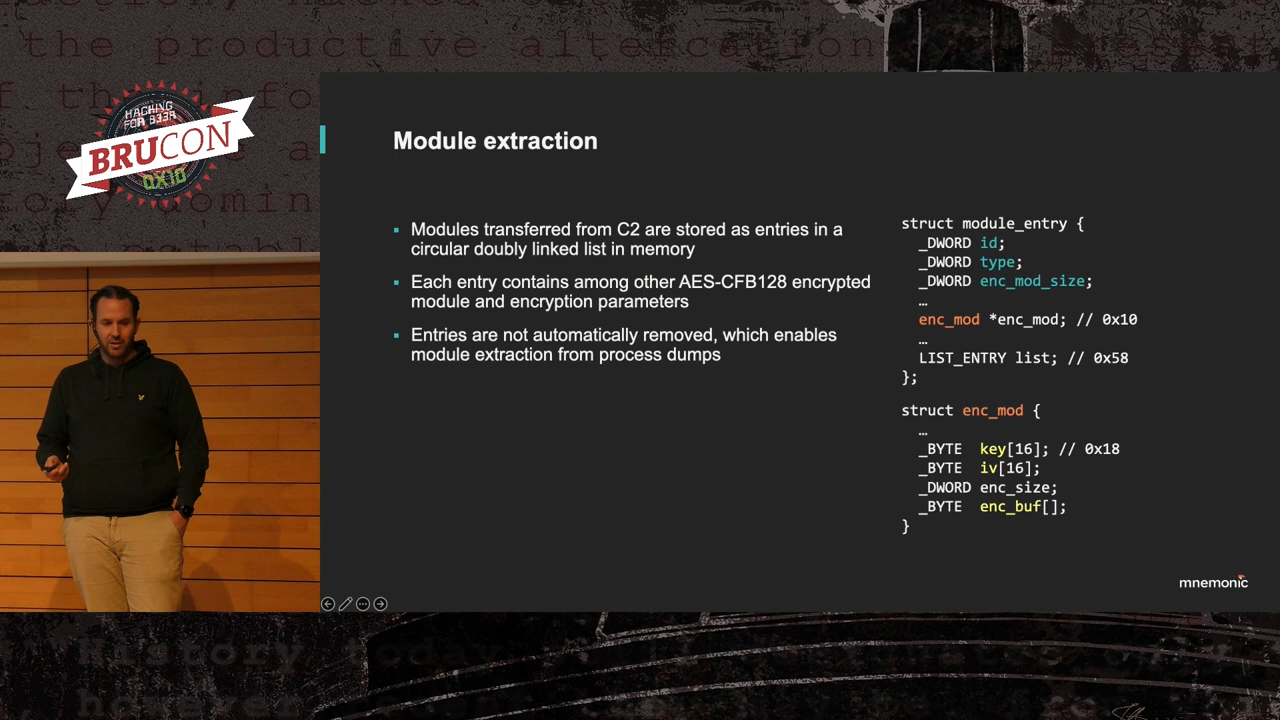 the productive altercation
HACKING
FOR B33R
BRUCON
0X10
Module extraction
▪ Modules transferred from C2 are stored as entries in a
circular doubly linked list in memory
▪ Each entry contains among other AES-CFB128 encrypted
module and encryption parameters
▪ Entries are not automatically removed, which enables
module extraction from process dumps
struct module_entry {
_DWORD id;
_DWORD type;
_DWORD enc_mod_size;
…
enc_mod *enc_mod; // 0x10
…
LIST_ENTRY list; // 0x58
};
struct enc_mod {
…
_BYTE key[16]; // 0x18
_BYTE iv[16];
_DWORD enc_size;
_BYTE enc_buf[];
}
mnemonic
History today
however